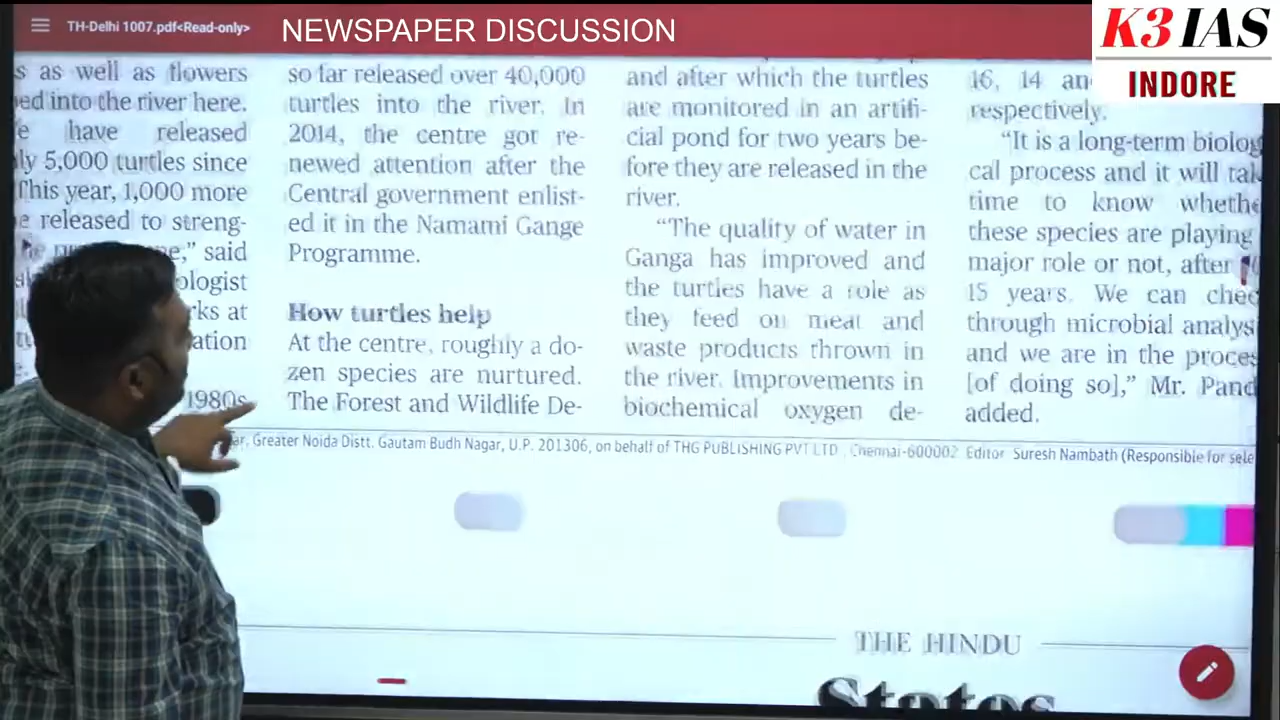 TH-Delhi 1007.pdf<Read-only>
NEWSPAPER DISCUSSION
K3 IAS
INDORE
s as well as flowers
ed into the river here.
e have released
ly 5,000 turtles since
This year, 1,000 more
e released to streng-
said
ologist
rks at
ation
1980s
so far released over 40,000
turtles into the river. In
2014, the centre got re-
newed attention after the
Central government enlist-
ed it in the Namami Gange
Programme.
How turtles help
At the centre, roughly a do-
zen species are nurtured.
The Forest and Wildlife De-
and after which the turtles
are monitored in an artifi-
cial pond for two years be-
fore they are released in the
river.
“The quality of water in
Ganga has improved and
the turtles have a role as
they feed on meat and
waste products thrown in
the river. Improvements in
biochemical oxygen de-
16, 14 an
respectively.
“It is a long-term biolog
cal process and it will tak
time to know whethe
these species are playing
major role or not, after
15 years. We can chec
through microbial analys
and we are in the proces
[of doing so],” Mr. Pand
added.
ar, Greater Noida Distt. Gautam Budh Nagar, U.P. 201306, on behalf of THG PUBLISHING PVT LTD., Chennai-600002. Editor Suresh Nambath (Responsible for sele
THE HINDU
States